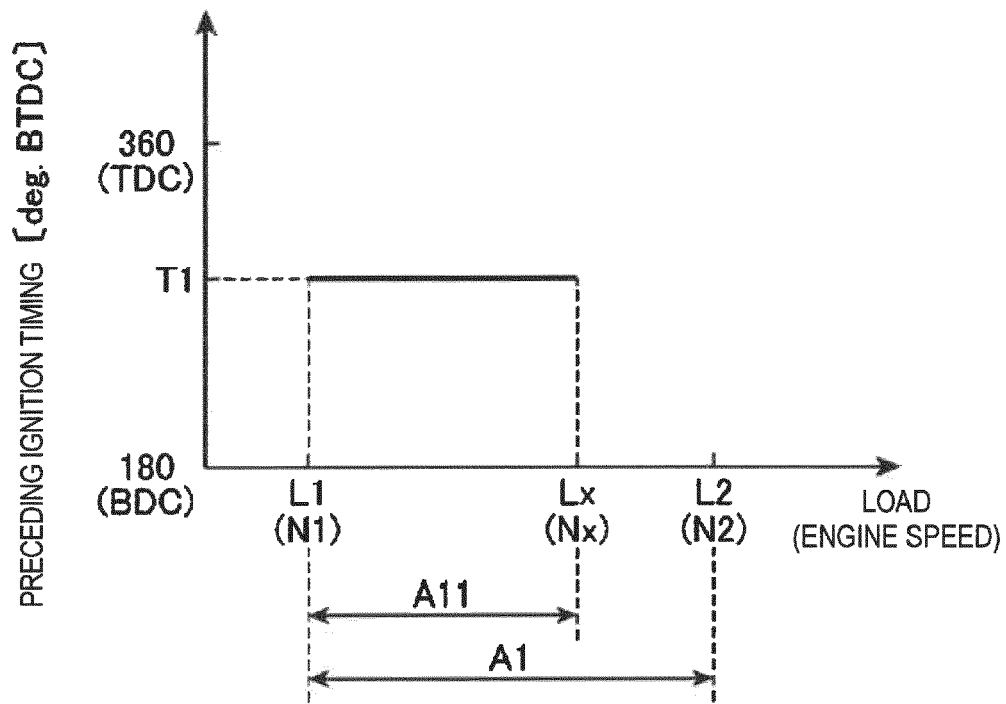 PRECEDING IGNITION TIMING [deg. BTDC]
360
(TDC)
T1
180
(BDC)
L1
(N1)
Lx
(Nx)
L2
(N2)
LOAD
(ENGINE SPEED)
A11
A1